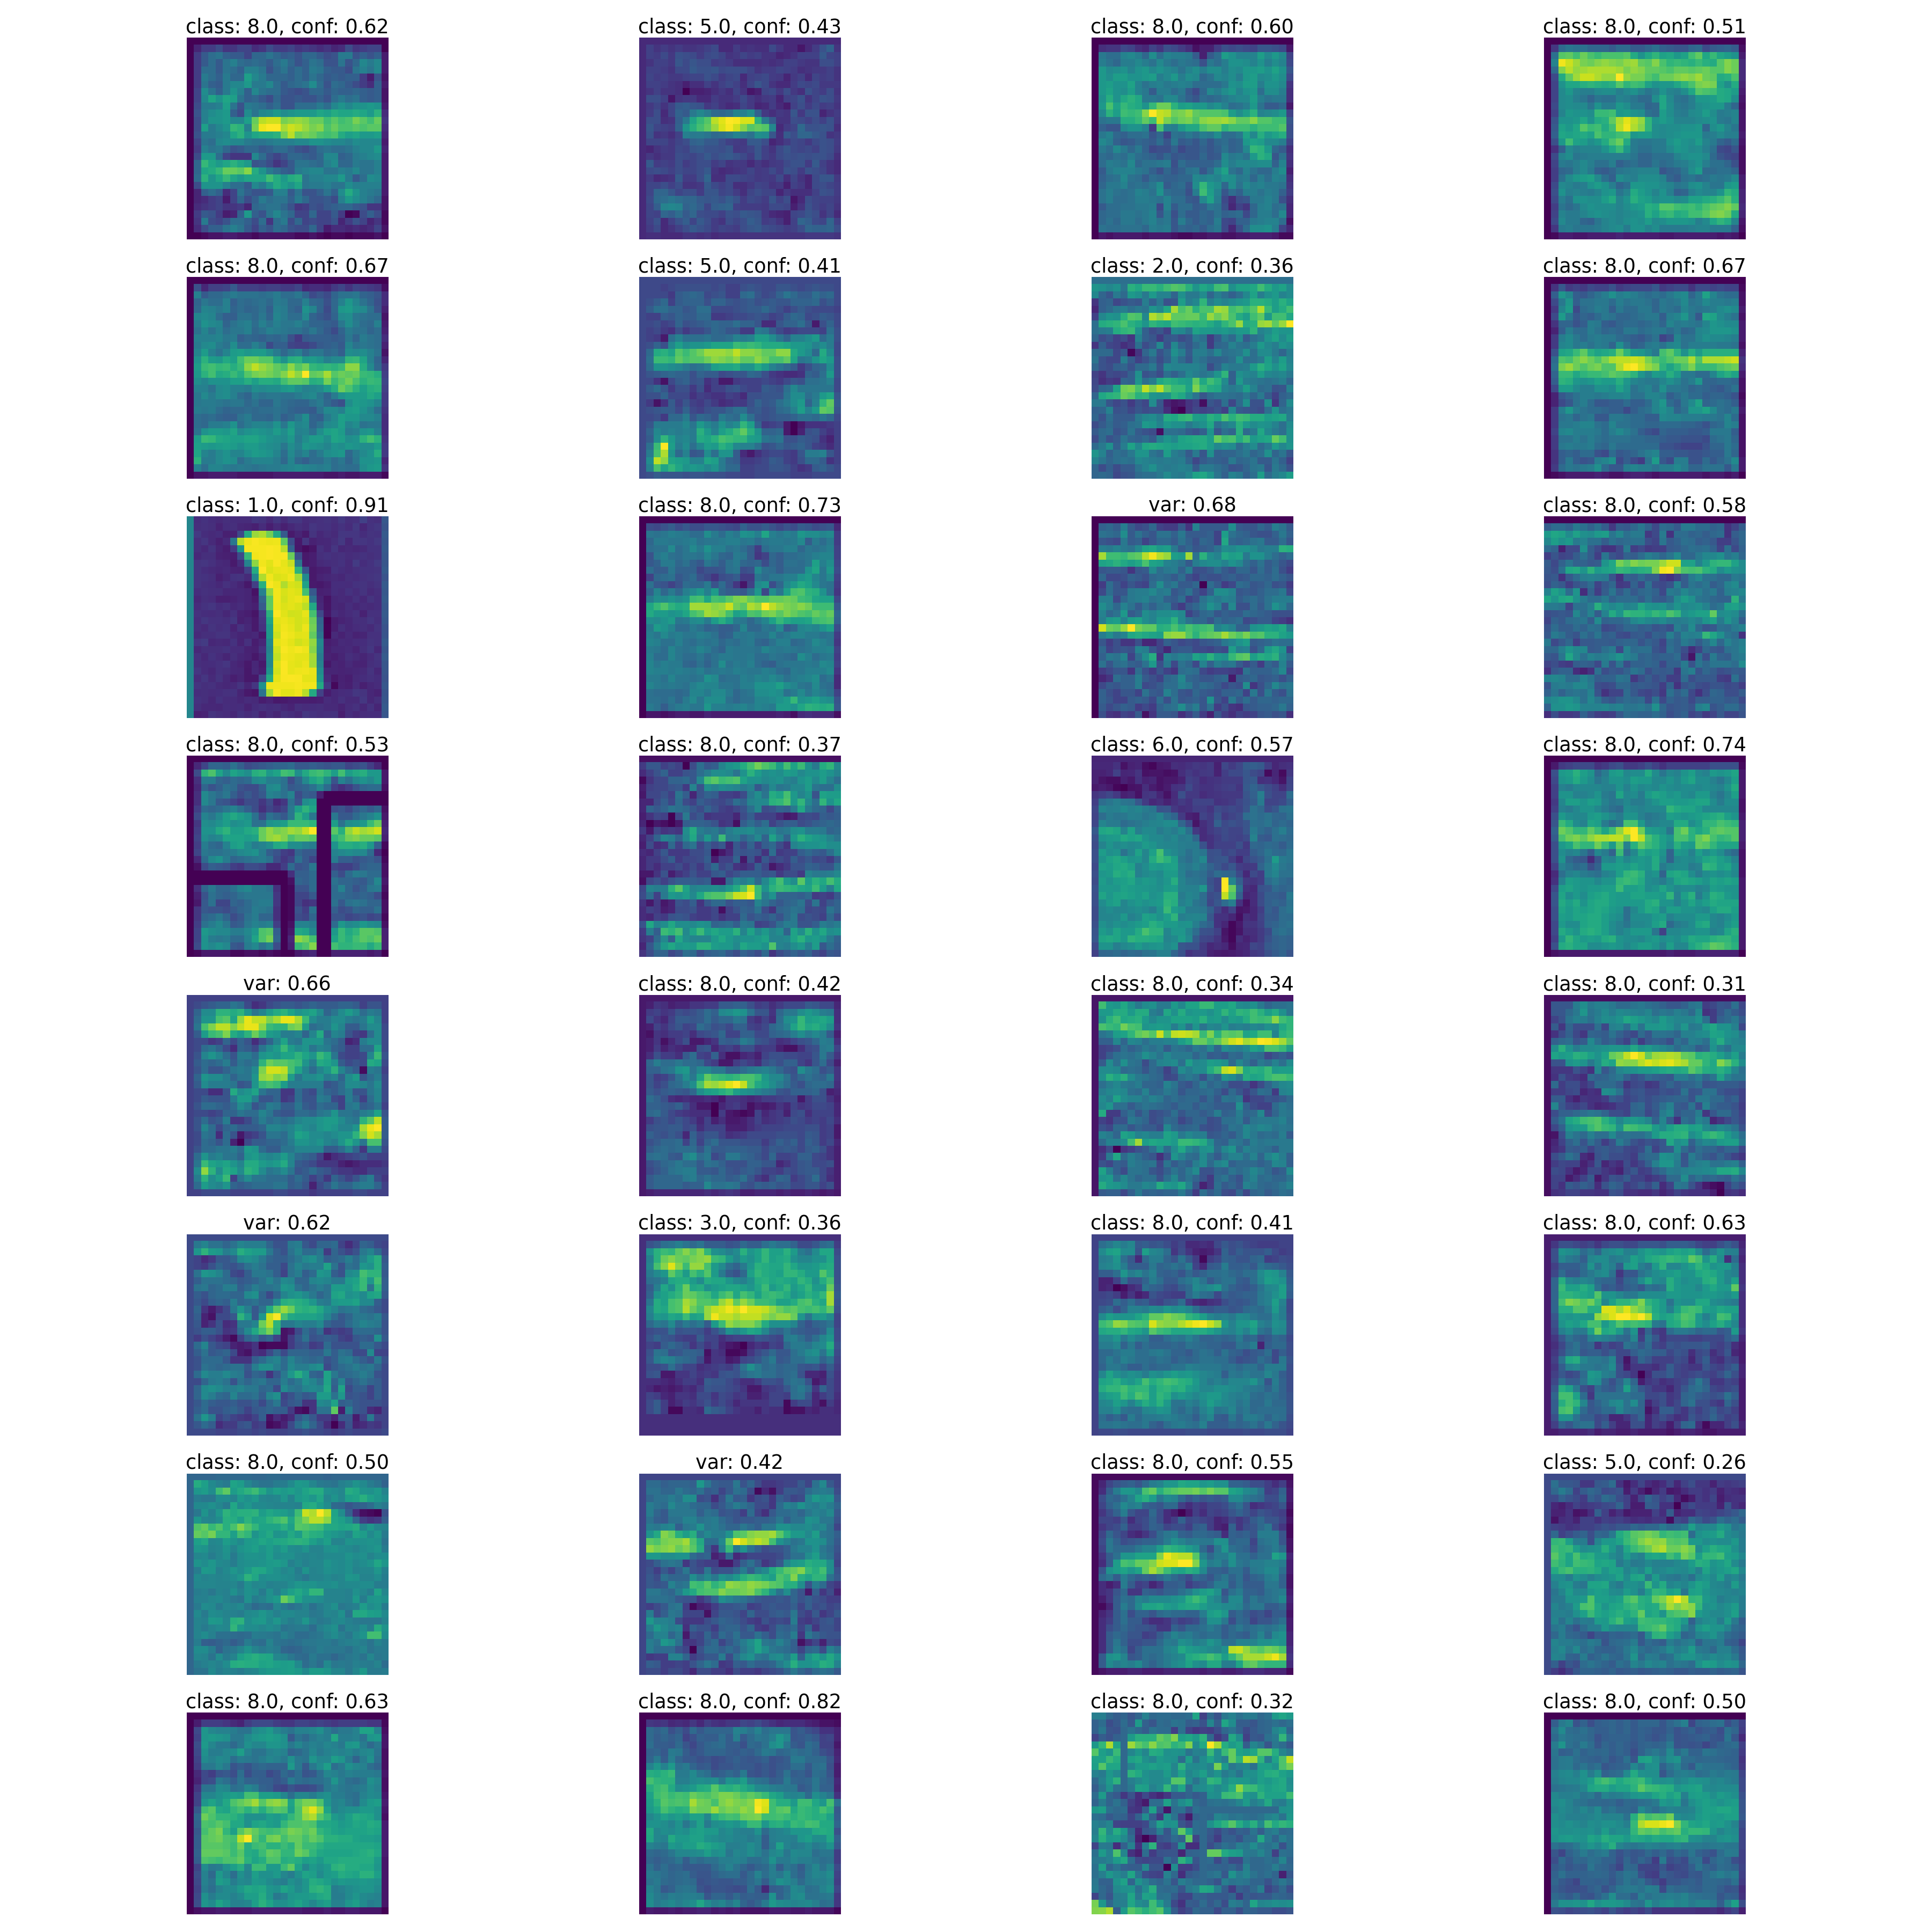 class: 8.0, conf: 0.62
class: 5.0, conf: 0.43
class: 8.0, conf: 0.60
class: 8.0, conf: 0.51
class: 8.0, conf: 0.67
class: 5.0, conf: 0.41
class: 2.0, conf: 0.36
class: 8.0, conf: 0.67
class: 1.0, conf: 0.91
class: 8.0, conf: 0.73
var: 0.68
class: 8.0, conf: 0.58
class: 8.0, conf: 0.53
class: 8.0, conf: 0.37
class: 6.0, conf: 0.57
class: 8.0, conf: 0.74
var: 0.66
class: 8.0, conf: 0.42
class: 8.0, conf: 0.34
class: 8.0, conf: 0.31
var: 0.62
class: 3.0, conf: 0.36
class: 8.0, conf: 0.41
class: 8.0, conf: 0.63
class: 8.0, conf: 0.50
var: 0.42
class: 8.0, conf: 0.55
class: 5.0, conf: 0.26
class: 8.0, conf: 0.63
class: 8.0, conf: 0.82
class: 8.0, conf: 0.32
class: 8.0, conf: 0.50